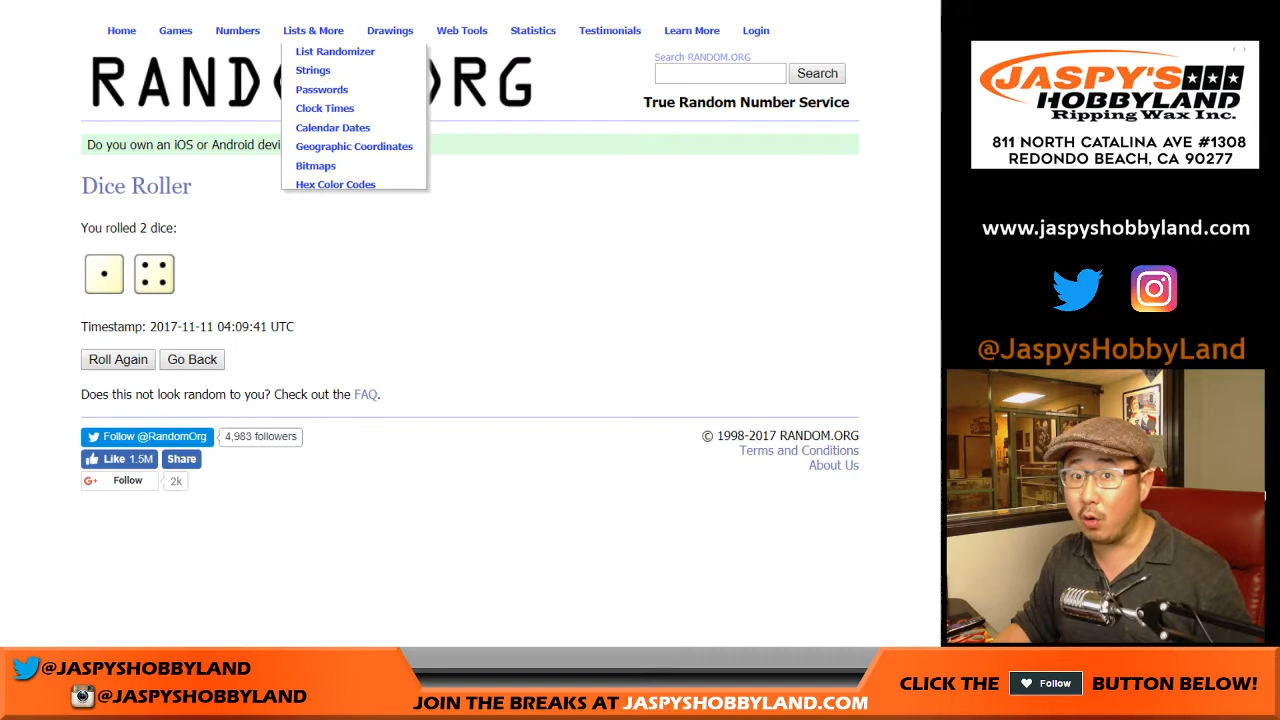 Home Games Numbers Lists & More Drawings Web Tools Statistics Testimonials Learn More Login
List Randomizer
Strings
Passwords
Clock Times
Calendar Dates
Geographic Coordinates
Bitmaps
Hex Color Codes
RAND RG
Search RANDOM.ORG
Search
True Random Number Service
Do you own an iOS or Android devi
Dice Roller
You rolled 2 dice:
Timestamp: 2017-11-11 04:09:41 UTC
Roll Again Go Back
Does this not look random to you? Check out the FAQ.
Follow @RandomOrg 4,983 followers
Like 1.5M Share
G+ Follow 2k
© 1998-2017 RANDOM.ORG
Terms and Conditions
About Us
JASPY'S
HOBBYLAND
Ripping Wax Inc.
811 NORTH CATALINA AVE #1308
REDONDO BEACH, CA 90277
www.jaspyshobbyland.com
@JaspysHobbyLand
@JASPYSHOBBYLAND
@JASPYSHOBBYLAND
JOIN THE BREAKS AT JASPYSHOBBYLAND.COM
CLICK THE Follow BUTTON BELOW!